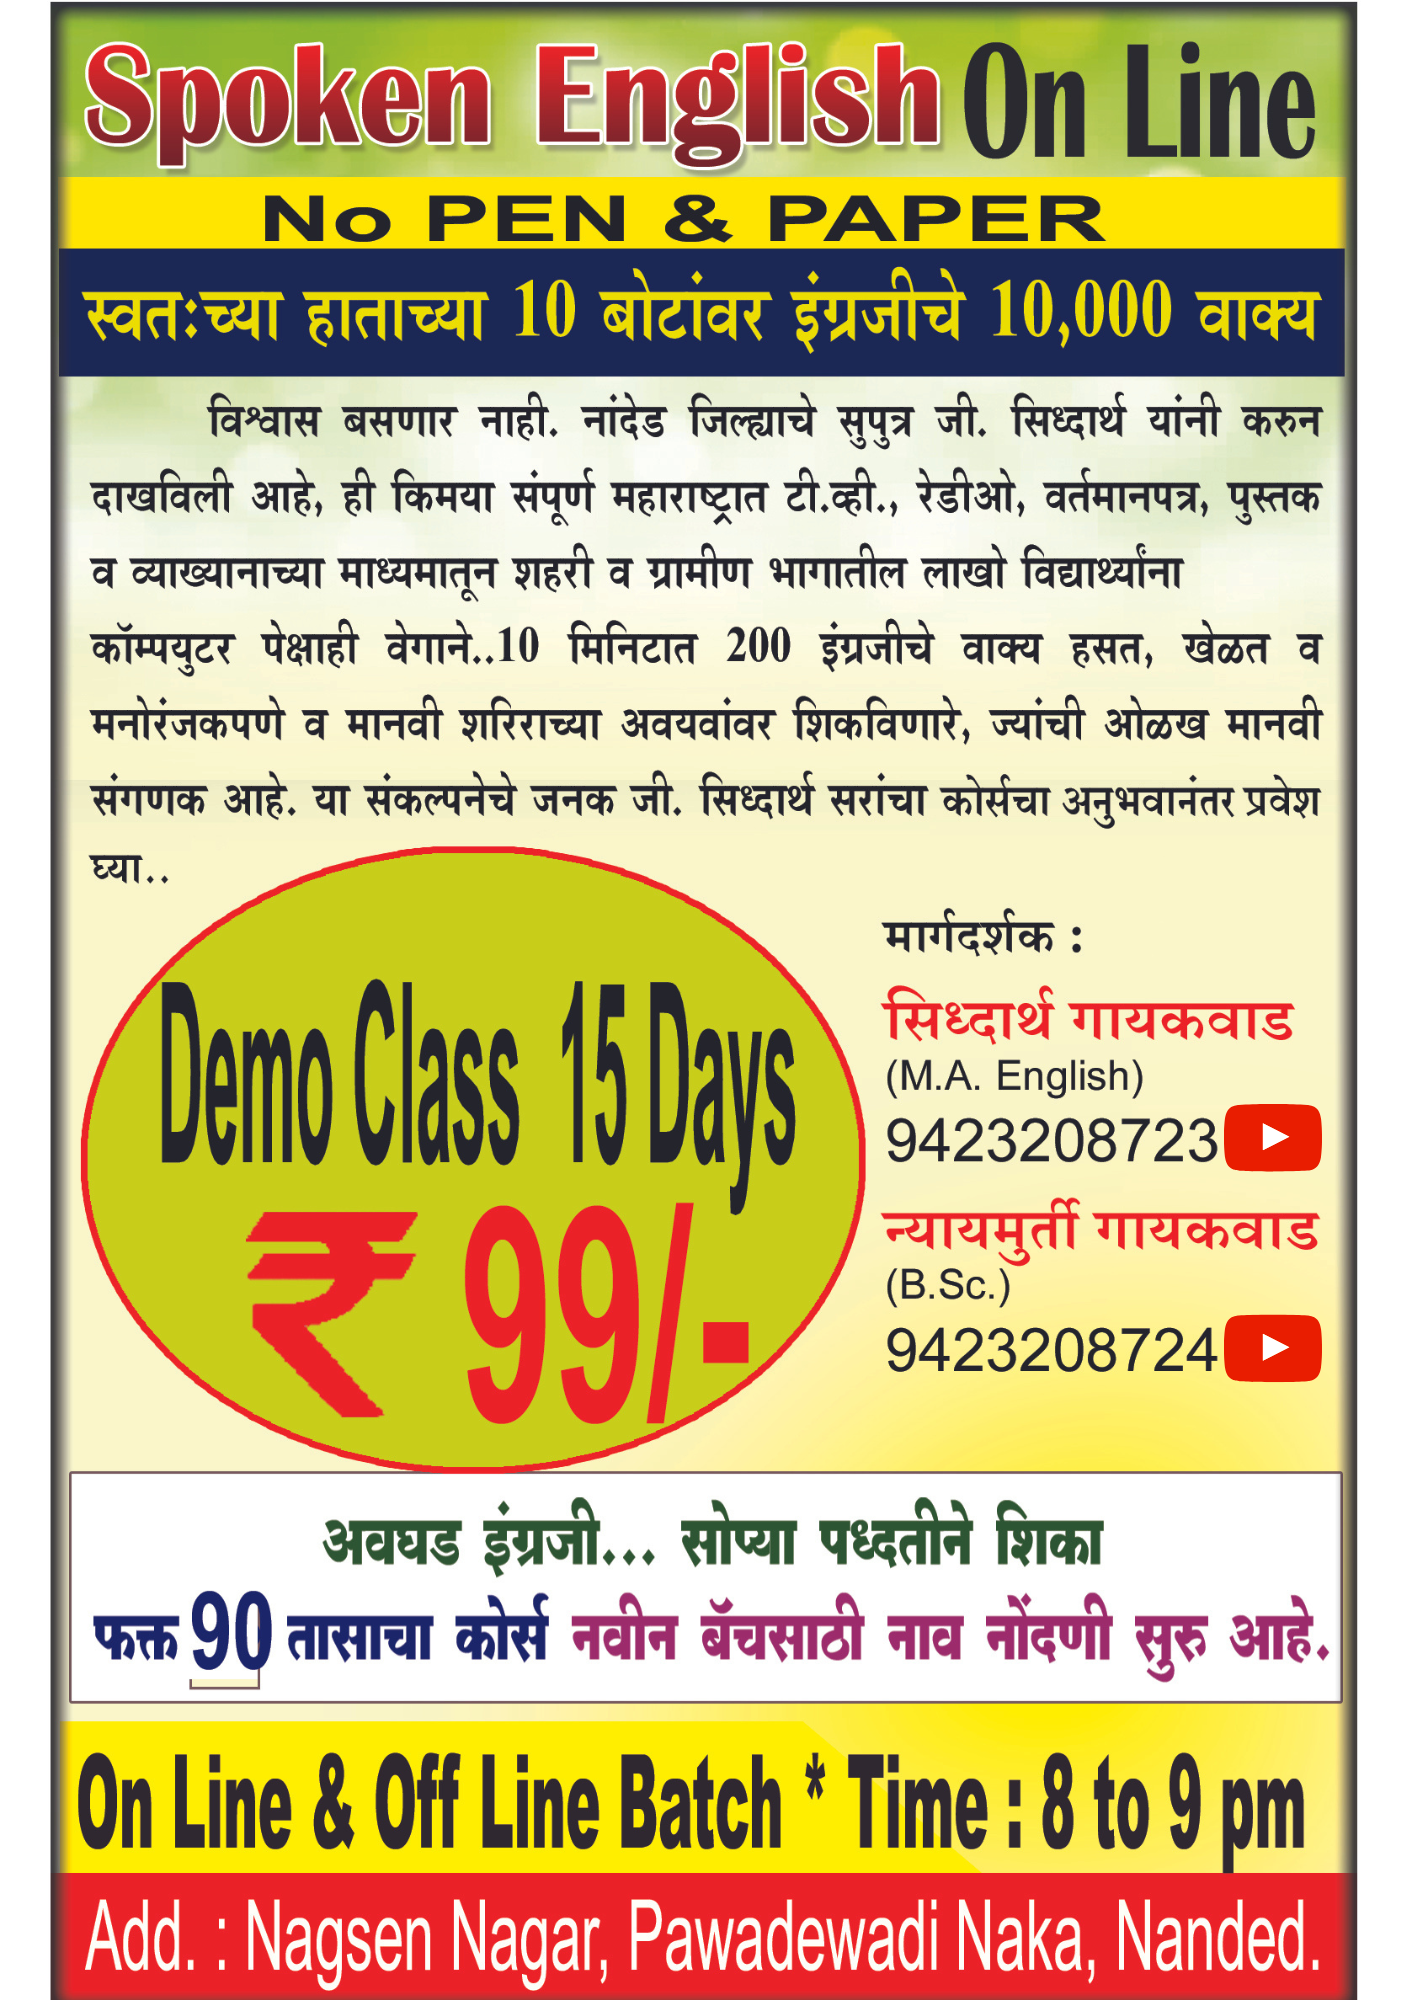 Spoken English On Line
No PEN & PAPER
स्वतःच्या हाताच्या 10 बोटांवर इंग्रजीचे 10,000 वाक्य
विश्वास बसणार नाही. नांदेड जिल्ह्याचे सुपुत्र जी. सिध्दार्थ यांनी करुन
दाखविली आहे, ही किमया संपूर्ण महाराष्ट्रात टी.व्ही., रेडीओ, वर्तमानपत्र, पुस्तक
व व्याख्यानाच्या माध्यमातून शहरी व ग्रामीण भागातील लाखो विद्यार्थ्यांना
कॉम्पयुटर पेक्षाही वेगाने..10 मिनिटात 200 इंग्रजीचे वाक्य हसत, खेळत व
मनोरंजकपणे व मानवी शरिराच्या अवयवांवर शिकविणारे, ज्यांची ओळख मानवी
संगणक आहे. या संकल्पनेचे जनक जी. सिध्दार्थ सरांचा कोर्सचा अनुभवानंतर प्रवेश
घ्या..
Demo Class 15 Days
₹ 99/-
मार्गदर्शक :
सिध्दार्थ गायकवाड
(M.A. English)
9423208723
न्यायमुर्ती गायकवाड
(B.Sc.)
9423208724
अवघड इंग्रजी... सोप्या पध्दतीने शिका
फक्त 90 तासाचा कोर्स नवीन बॅचसाठी नाव नोंदणी सुरु आहे.
On Line & Off Line Batch * Time : 8 to 9 pm
Add. : Nagsen Nagar, Pawadewadi Naka, Nanded.